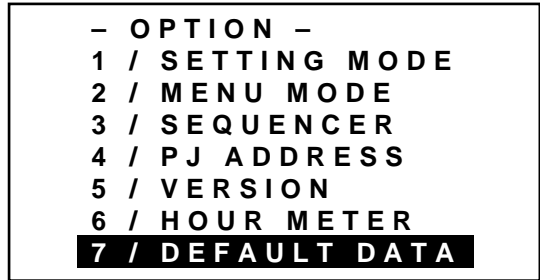 – OPTION –
1 / SETTING MODE
2 / MENU MODE
3 / SEQUENCER
4 / PJ ADDRESS
5 / VERSION
6 / HOUR METER
7 / DEFAULT DATA